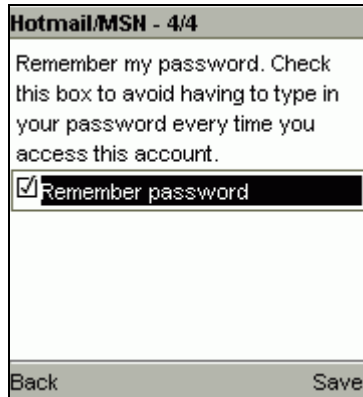 Hotmail/MSN - 4/4
Remember my password. Check
this box to avoid having to type in
your password every time you
access this account.
Remember password
Back Save